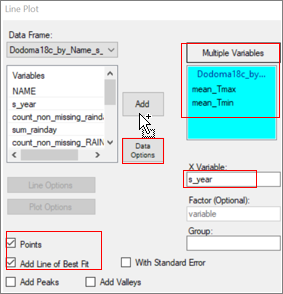 Line Plot
Data Frame:
Dodoma18c_by_Name_s_
Multiple Variables
Variables
NAME
s_year
count_non_missing_rainda
sum_rainday
count_non_missing_RAIN
Add
Data
Options
Dodoma18c_by...
mean_Tmax
mean_Tmin
X Variable:
s_year
Line Options
Plot Options
Factor (Optional):
variable
Group:
Points
Add Line of Best Fit
With Standard Error
Add Peaks
Add Valleys